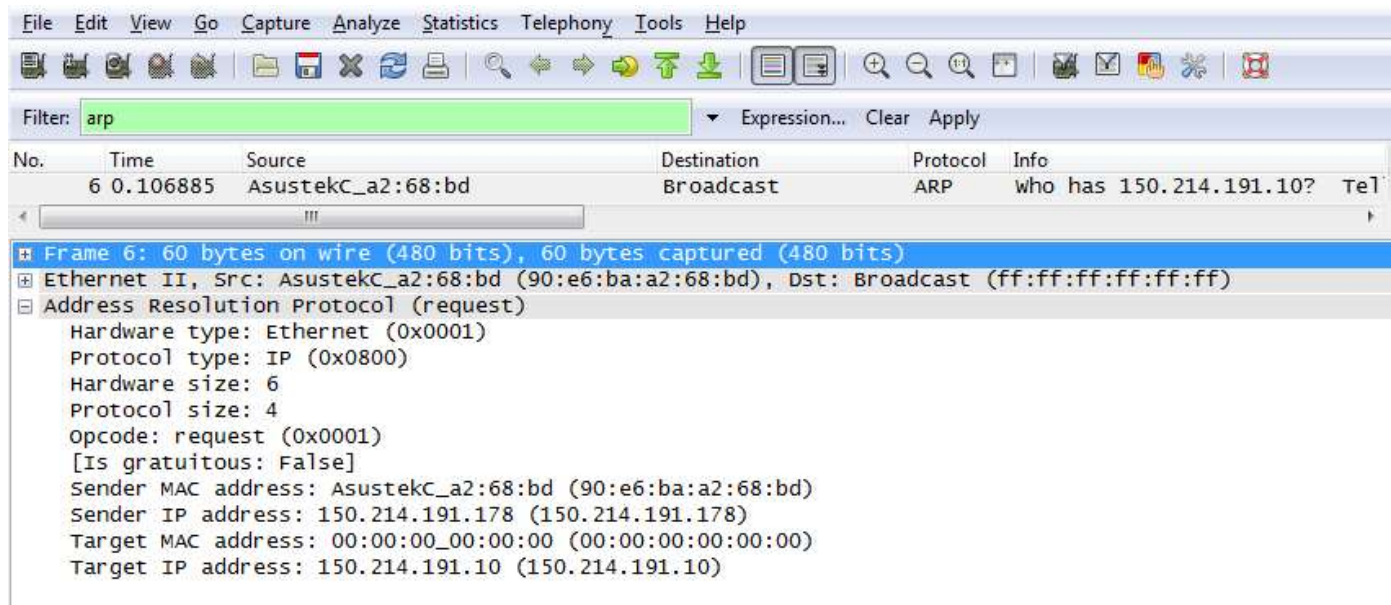 File Edit View Go Capture Analyze Statistics Telephony Tools Help
Filter: arp Expression... Clear Apply
No. Time Source Destination Protocol Info
6 0.106885 AsustekC_a2:68:bd Broadcast ARP who has 150.214.191.10? Tel
Frame 6: 60 bytes on wire (480 bits), 60 bytes captured (480 bits)
Ethernet II, Src: AsustekC_a2:68:bd (90:e6:ba:a2:68:bd), Dst: Broadcast (ff:ff:ff:ff:ff:ff)
Address Resolution Protocol (request)
Hardware type: Ethernet (0x0001)
Protocol type: IP (0x0800)
Hardware size: 6
Protocol size: 4
Opcode: request (0x0001)
[Is gratuitous: False]
Sender MAC address: AsustekC_a2:68:bd (90:e6:ba:a2:68:bd)
Sender IP address: 150.214.191.178 (150.214.191.178)
Target MAC address: 00:00:00_00:00:00 (00:00:00:00:00:00)
Target IP address: 150.214.191.10 (150.214.191.10)